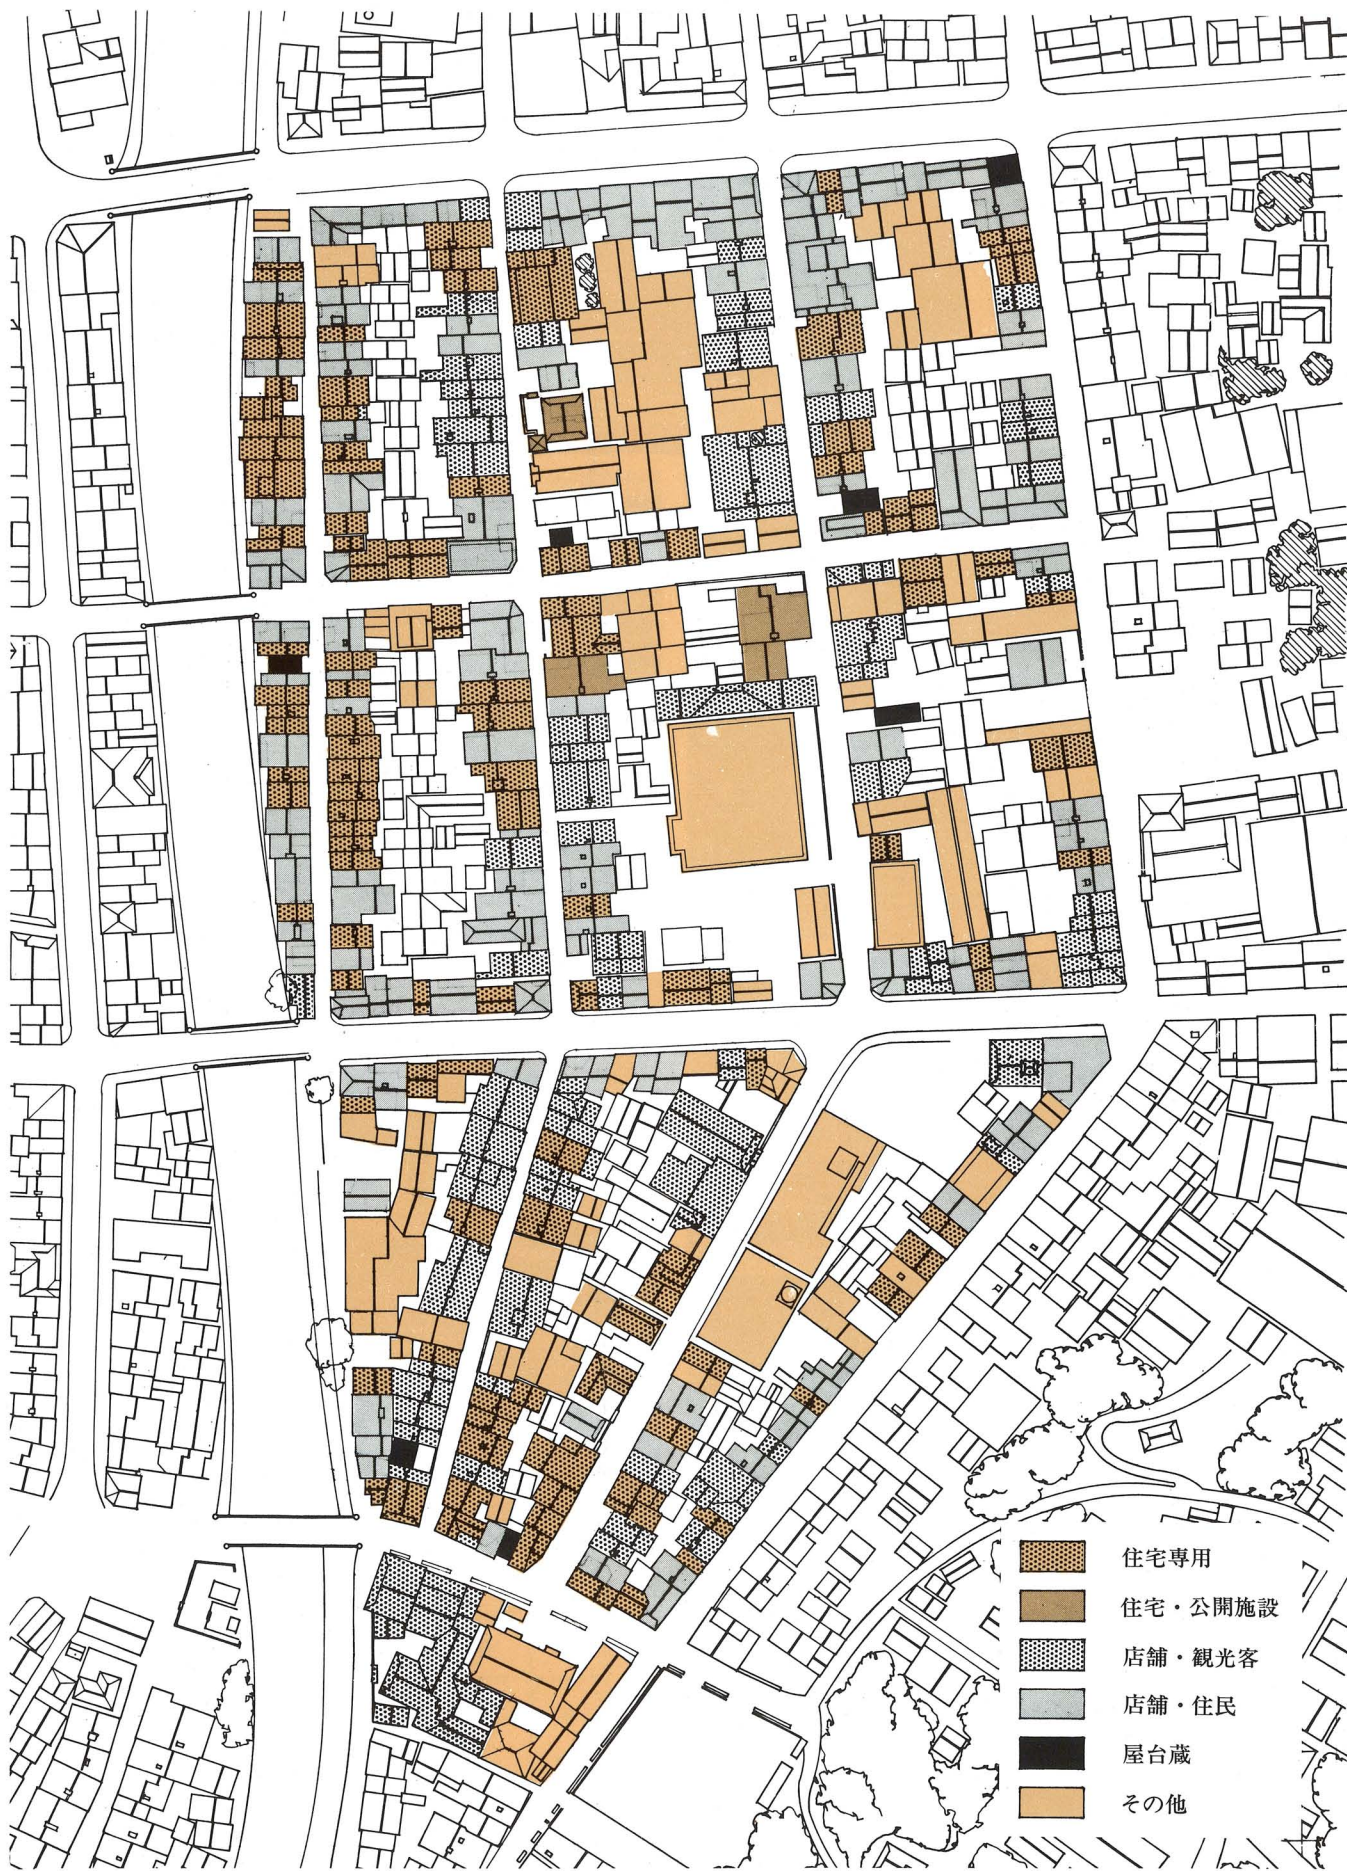 住宅専用
住宅・公開施設
店舗・観光客
店舗・住民
屋台蔵
その他